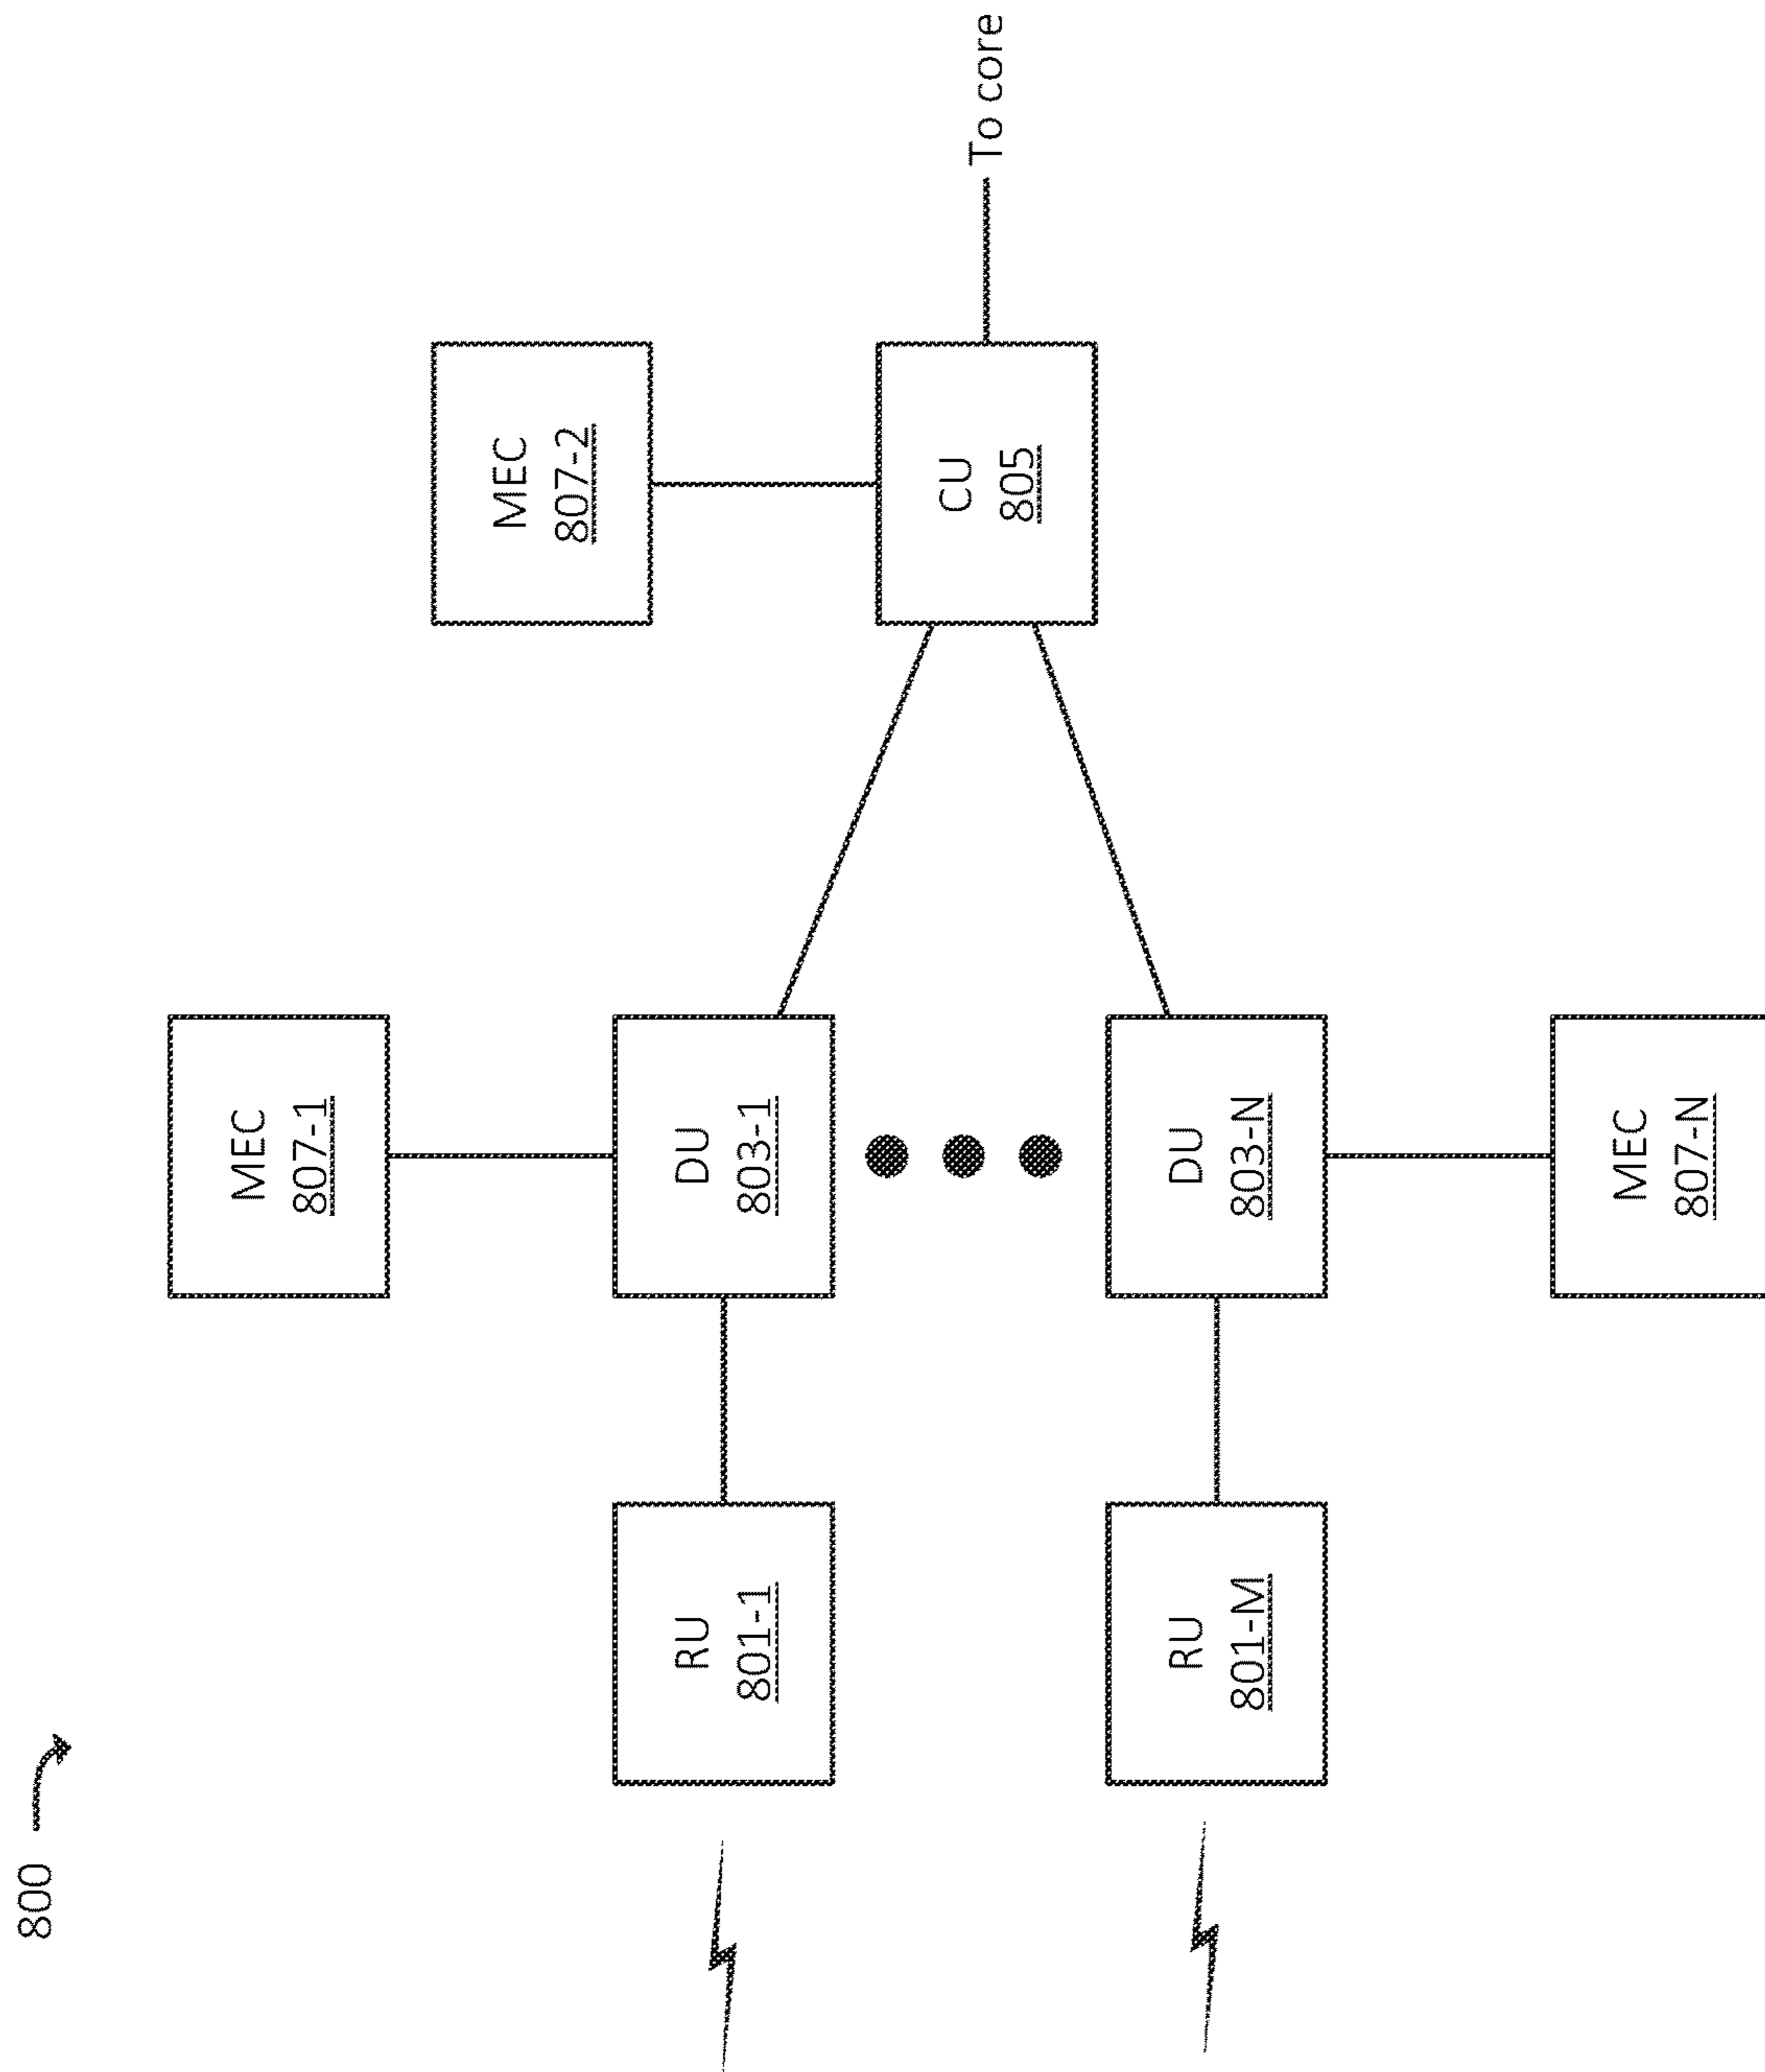 800
MEC
807-1
MEC
807-2
RU
801-1
DU
803-1
CU
805
To core
RU
801-M
DU
803-N
MEC
807-N